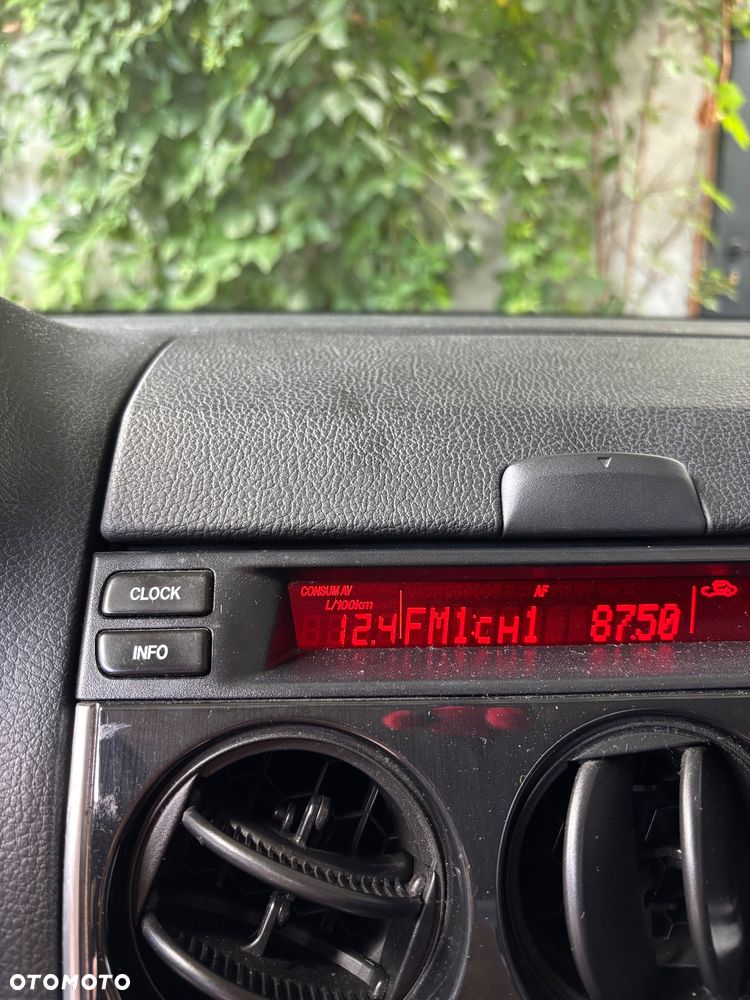 CLOCK
INFO
CONSUM AV
L/100km
12.4
AF
FM1:CH1 87.50
OTOMOTO